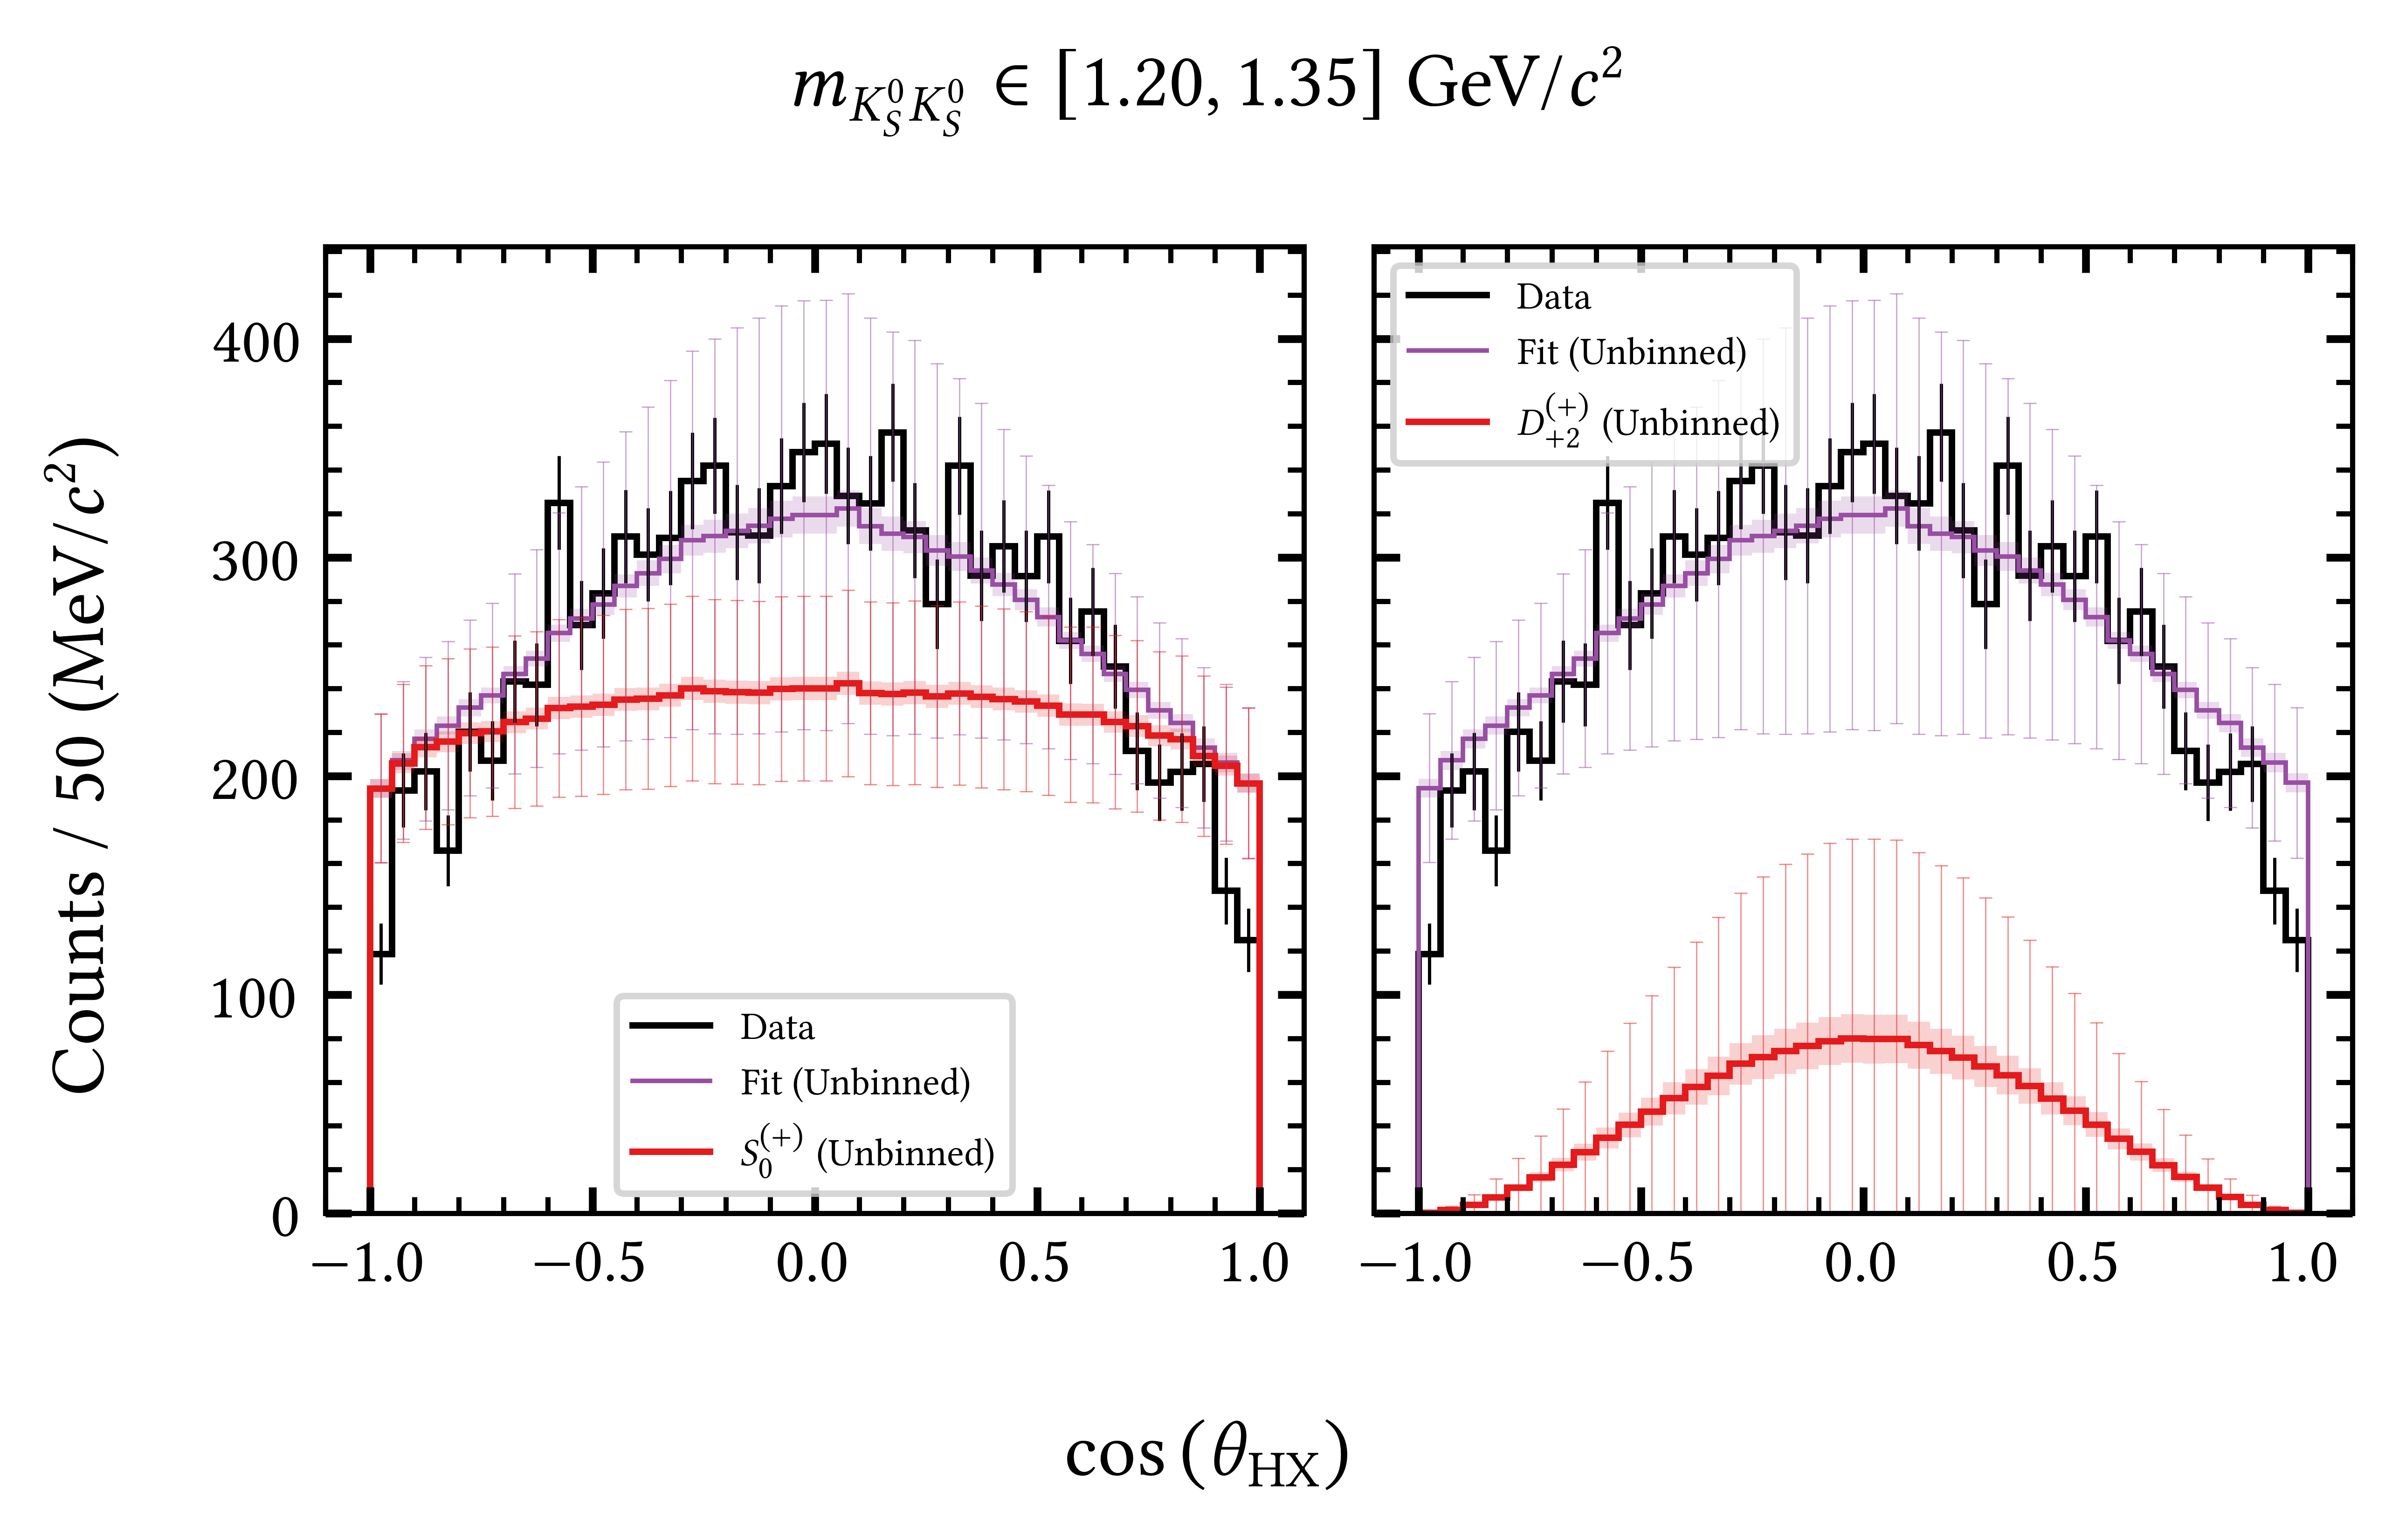 m_{K_S^0 K_S^0} ∈ [1.20, 1.35] GeV/c²
Counts / 50 (MeV/c²)
400
300
200
100
0
Data
Fit (Unbinned)
S_0^{(+)} (Unbinned)
−1.0 −0.5 0.0 0.5 1.0
Data
Fit (Unbinned)
D_{+2}^{(+)} (Unbinned)
−1.0 −0.5 0.0 0.5 1.0
cos (θ_{HX})